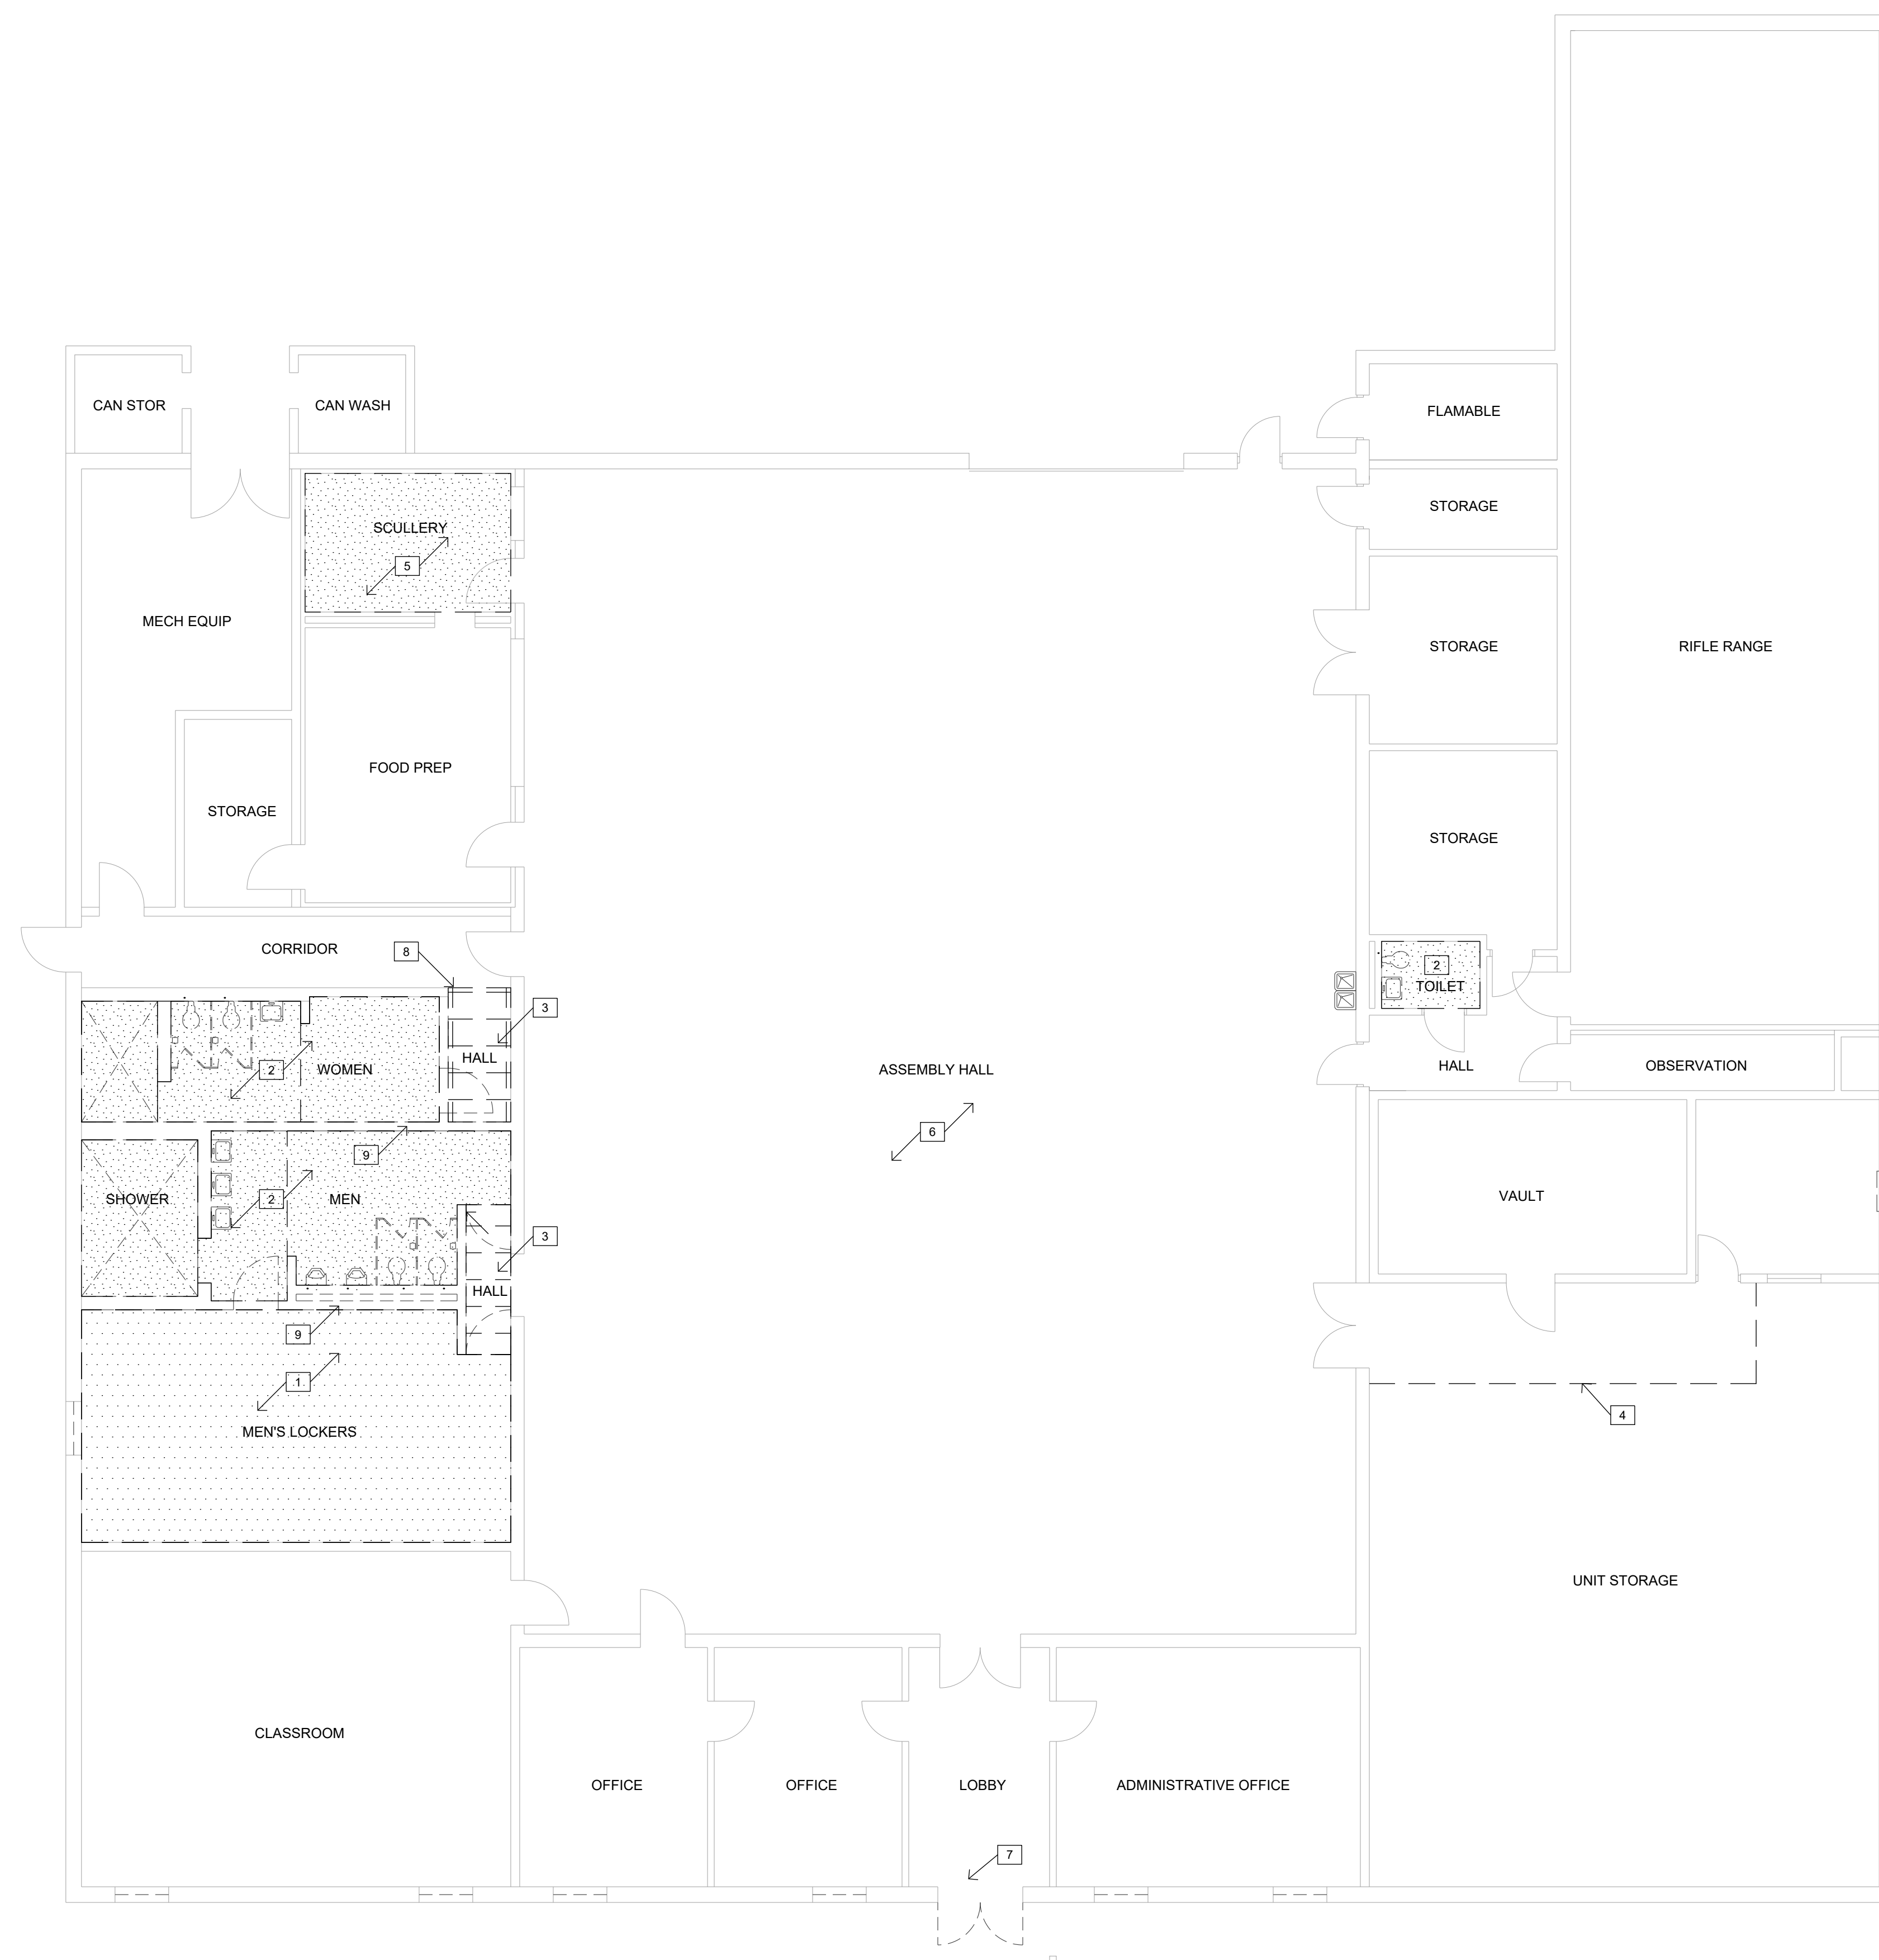 CAN STOR
CAN WASH
FLAMABLE
STORAGE
SCULLERY
5
MECH EQUIP
STORAGE
RIFLE RANGE
FOOD PREP
STORAGE
STORAGE
CORRIDOR
8
2
TOILET
3
HALL
2
WOMEN
ASSEMBLY HALL
HALL
OBSERVATION
6
9
SHOWER
2
MEN
VAULT
3
HALL
9
1
MEN'S LOCKERS
4
UNIT STORAGE
CLASSROOM
OFFICE
OFFICE
LOBBY
ADMINISTRATIVE OFFICE
7